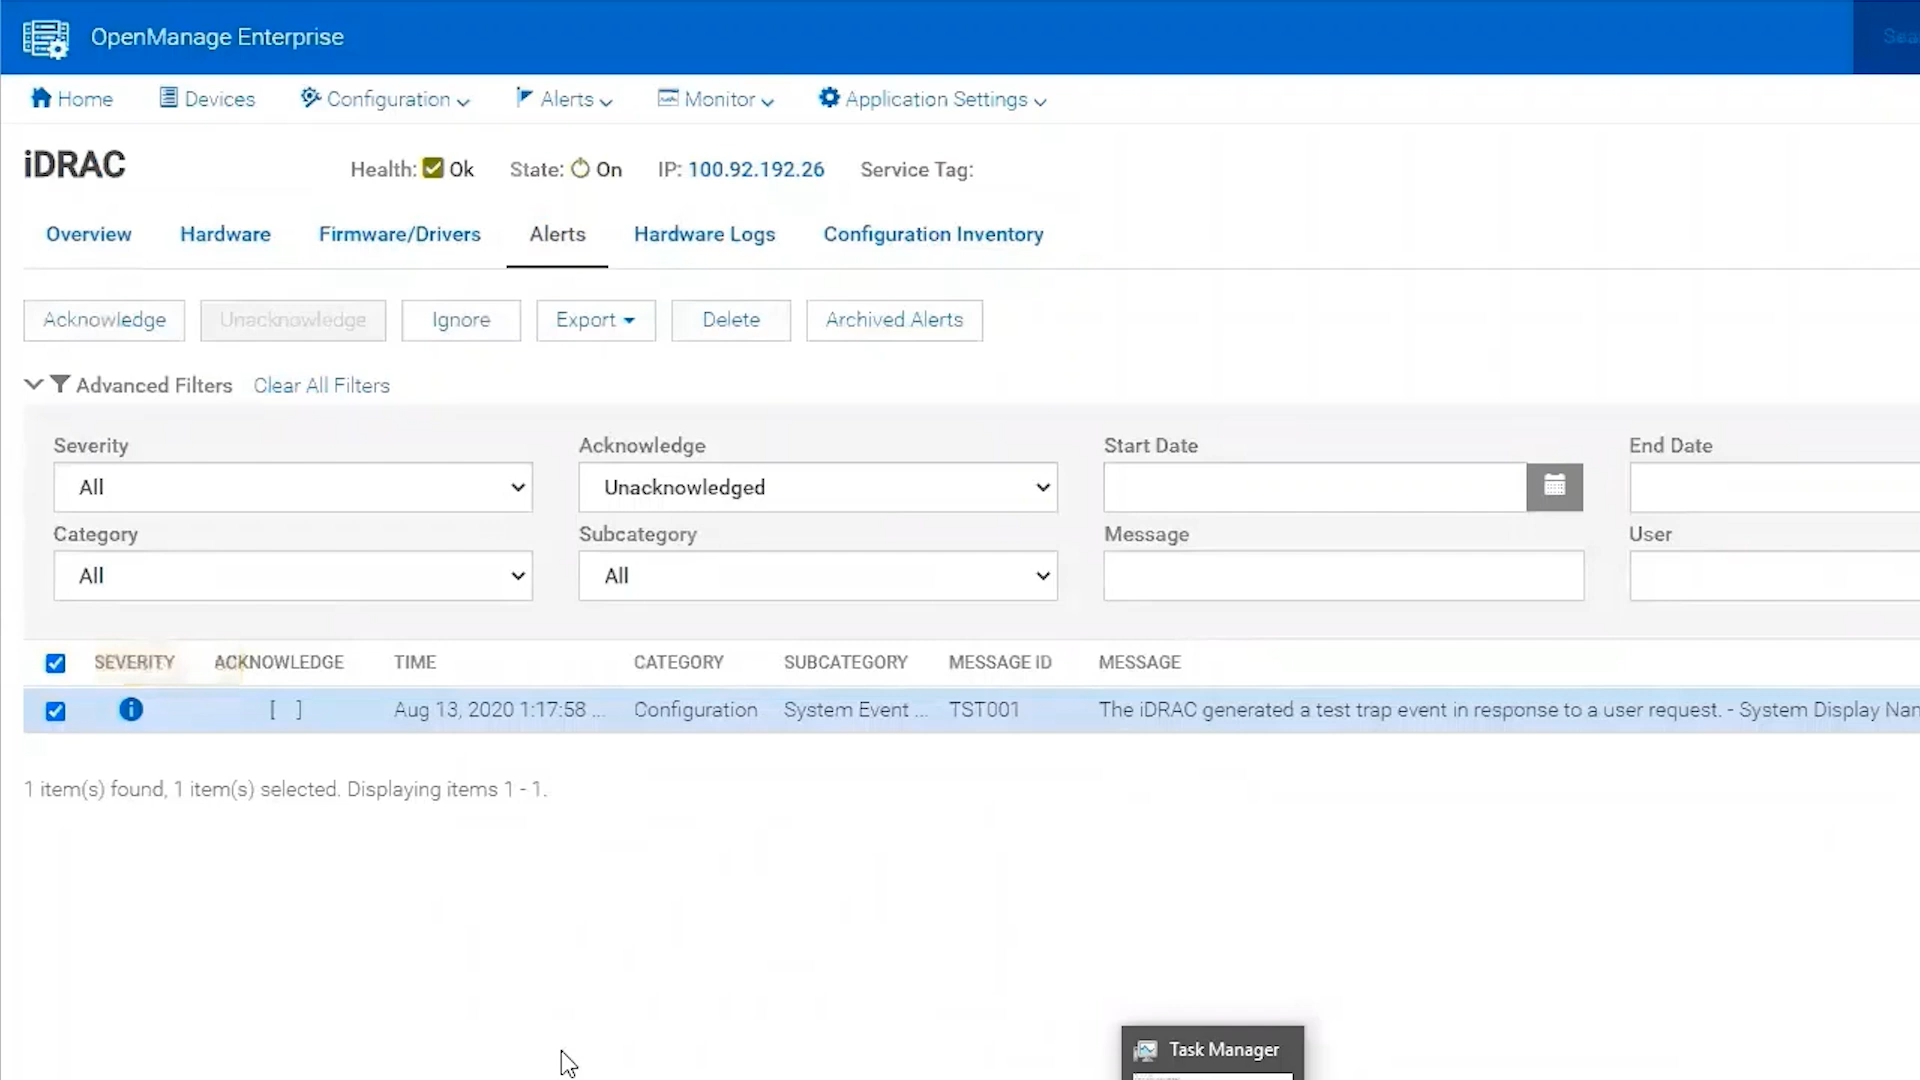 OpenManage Enterprise
Home Devices Configuration Alerts Monitor Application Settings
iDRAC Health: Ok State: On IP: 100.92.192.26 Service Tag:
Overview Hardware Firmware/Drivers Alerts Hardware Logs Configuration Inventory
Acknowledge Unacknowledge Ignore Export Delete Archived Alerts
Advanced Filters Clear All Filters
Severity Acknowledge Start Date End Date
All Unacknowledged
Category Subcategory Message User
All All
SEVERITY ACKNOWLEDGE TIME CATEGORY SUBCATEGORY MESSAGE ID MESSAGE
[ ] Aug 13, 2020 1:17:58 ... Configuration System Event ... TST001 The iDRAC generated a test trap event in response to a user request. - System Display
1 item(s) found, 1 item(s) selected. Displaying items 1 - 1.
Task Manager